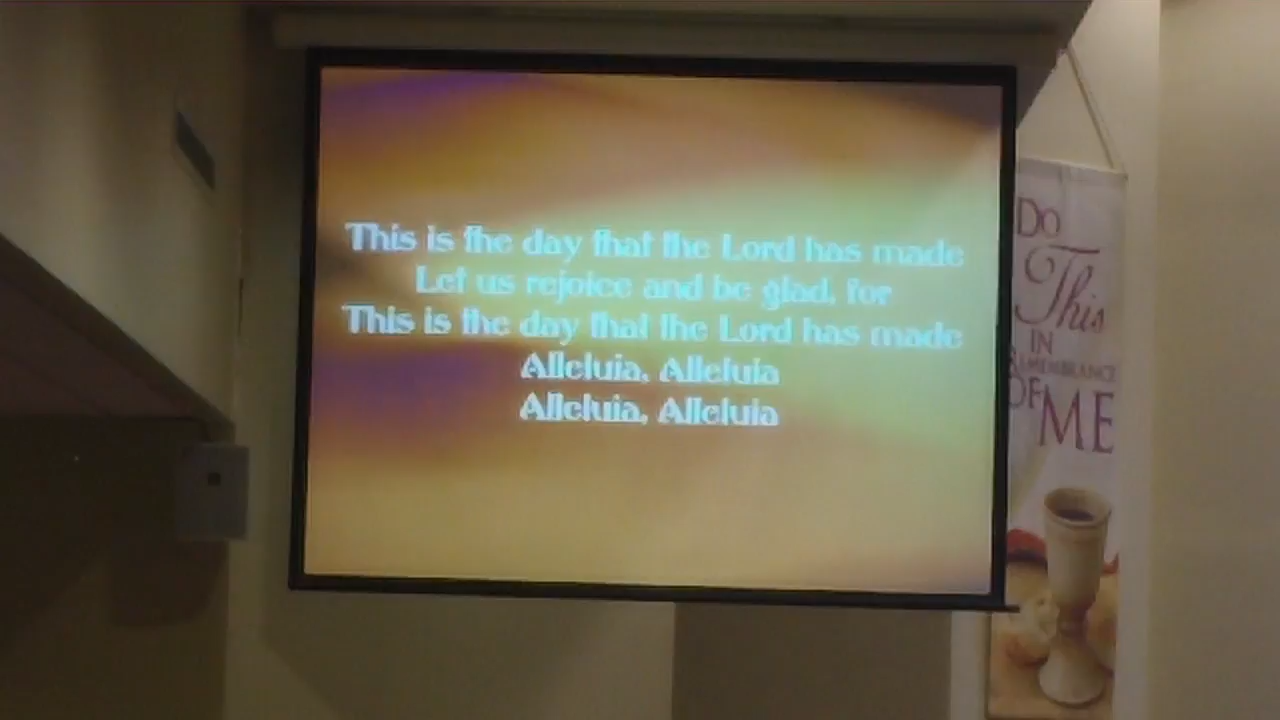 This is the day that the Lord has made
Let us rejoice and be glad, for
This is the day that the Lord has made
Alleluia, Alleluia
Alleluia, Alleluia
DO
This
IN
REMEMBRANCE
OF ME